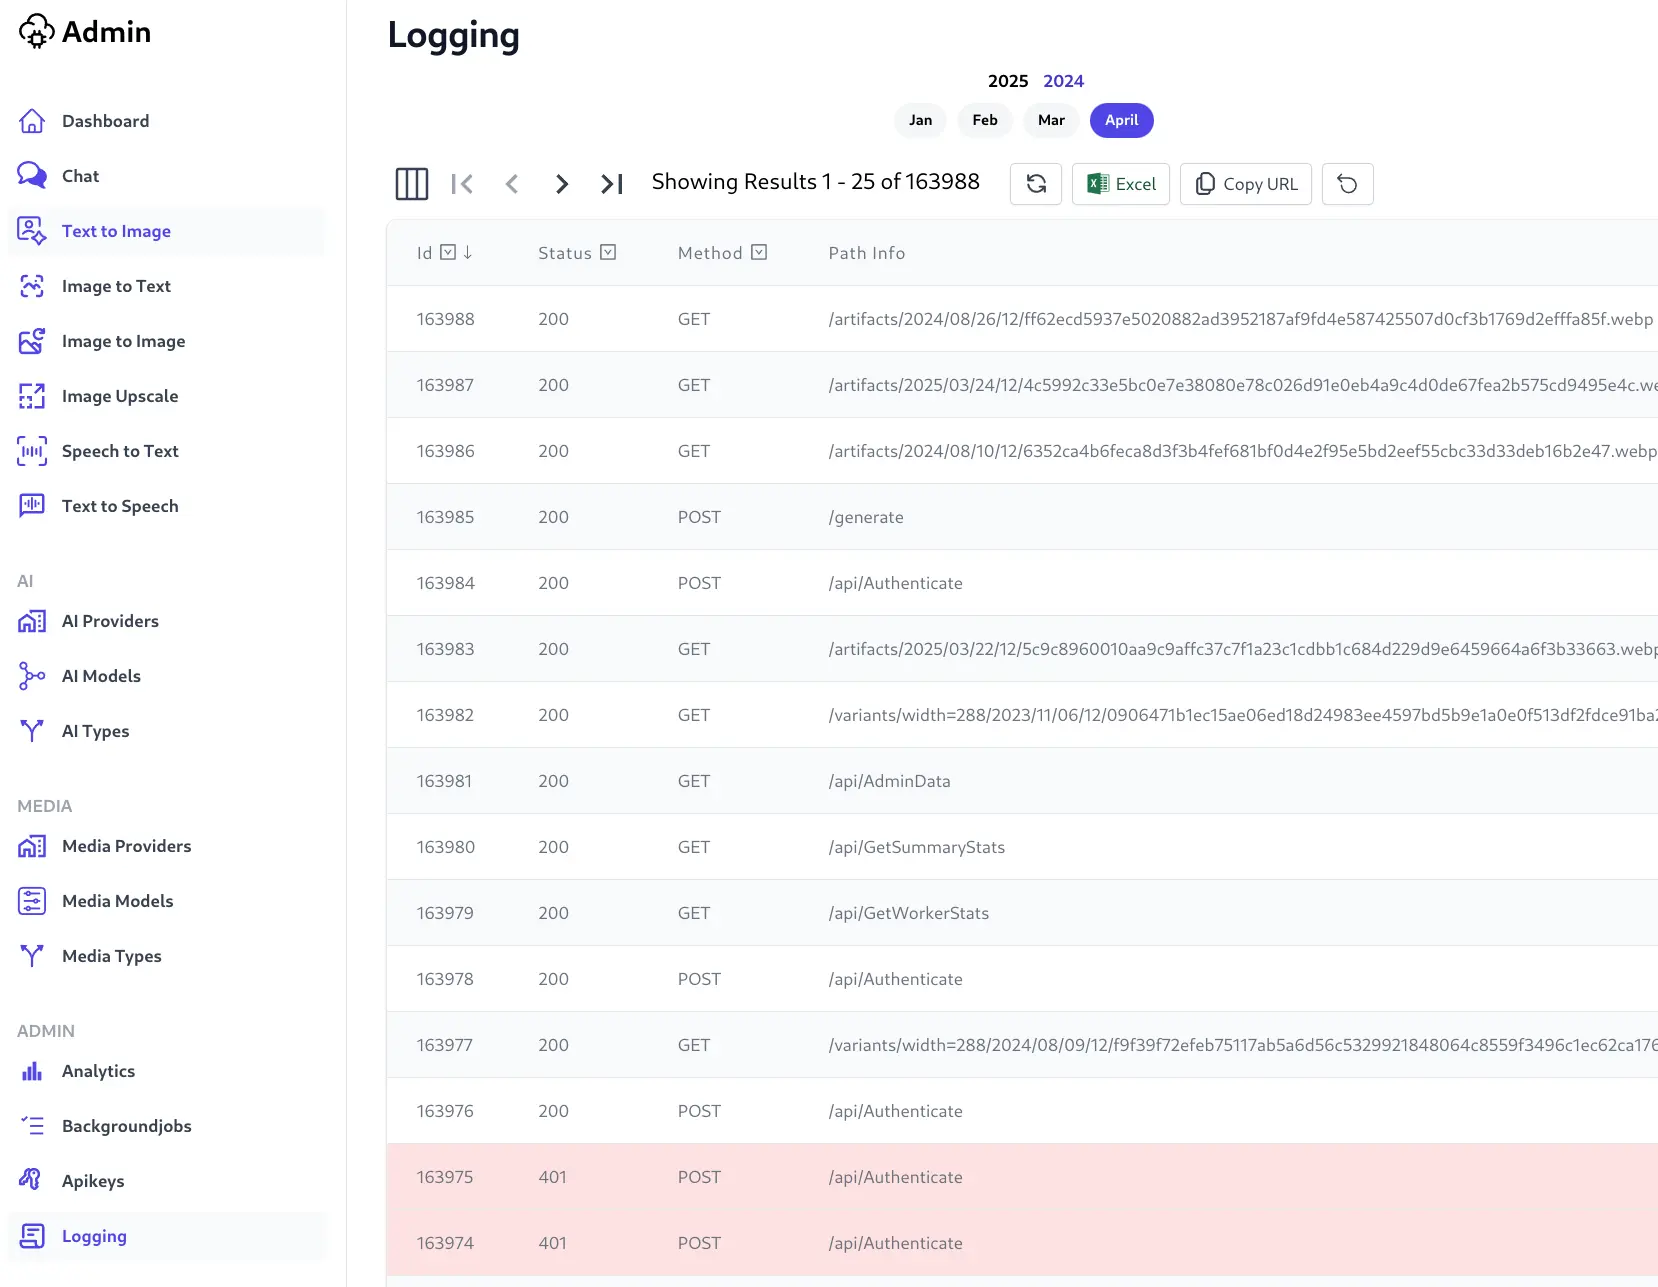 Admin
Dashboard
Chat
Text to Image
Image to Text
Image to Image
Image Upscale
Speech to Text
Text to Speech
AI
AI Providers
AI Models
AI Types
MEDIA
Media Providers
Media Models
Media Types
ADMIN
Analytics
Backgroundjobs
Apikeys
Logging
Logging
2025 2024
Jan Feb Mar April
Showing Results 1 - 25 of 163988 Excel Copy URL
Id Status Method Path Info
163988 200 GET /artifacts/2024/08/26/12/ff62ecd5937e5020882ad3952187af9fd4e587425507d0cf3b1769d2efffa85f.webp
163987 200 GET /artifacts/2025/03/24/12/4c5992c33e5bc0e7e38080e78c026d91e0eb4a9c4d0de67fea2b575cd9495e4c.we
163986 200 GET /artifacts/2024/08/10/12/6352ca4b6feca8d3f3b4fef681bf0d4e2f95e5bd2eef55cbc33d33deb16b2e47.webp
163985 200 POST /generate
163984 200 POST /api/Authenticate
163983 200 GET /artifacts/2025/03/22/12/5c9c8960010aa9c9affc37c7f1a23c1cdbb1c684d229d9e6459664a6f3b33663.webp
163982 200 GET /variants/width=288/2023/11/06/12/0906471b1ec15ae06ed18d24983ee4597bd5b9e1a0e0f513df2fdce91ba2
163981 200 GET /api/AdminData
163980 200 GET /api/GetSummaryStats
163979 200 GET /api/GetWorkerStats
163978 200 POST /api/Authenticate
163977 200 GET /variants/width=288/2024/08/09/12/f9f39f72efeb75117ab5a6d56c5329921848064c8559f3496c1ec62ca176
163976 200 POST /api/Authenticate
163975 401 POST /api/Authenticate
163974 401 POST /api/Authenticate